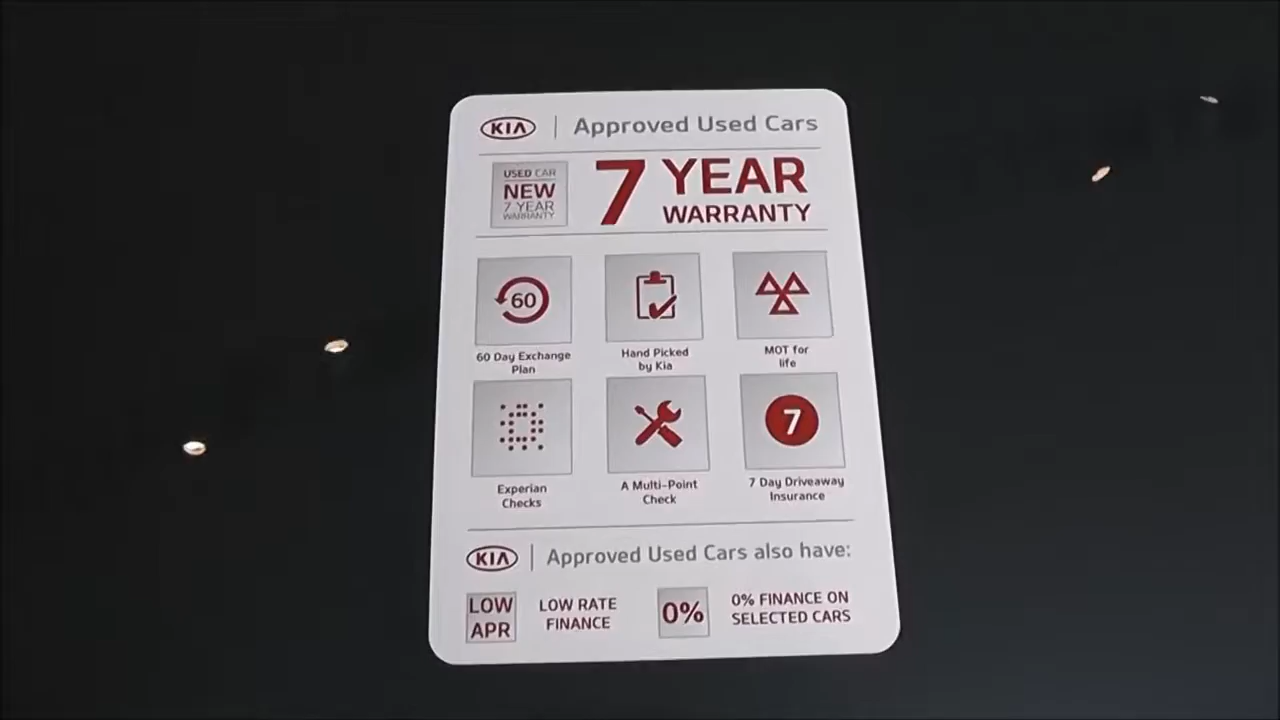 KIA | Approved Used Cars
USED CAR
NEW
7 YEAR
WARRANTY
7 YEAR
WARRANTY
60
60 Day Exchange
Plan
Hand Picked
by Kia
MOT for
life
Experian
Checks
A Multi-Point
Check
7
7 Day Driveaway
Insurance
KIA | Approved Used Cars also have:
LOW
APR
LOW RATE
FINANCE
0%
0% FINANCE ON
SELECTED CARS